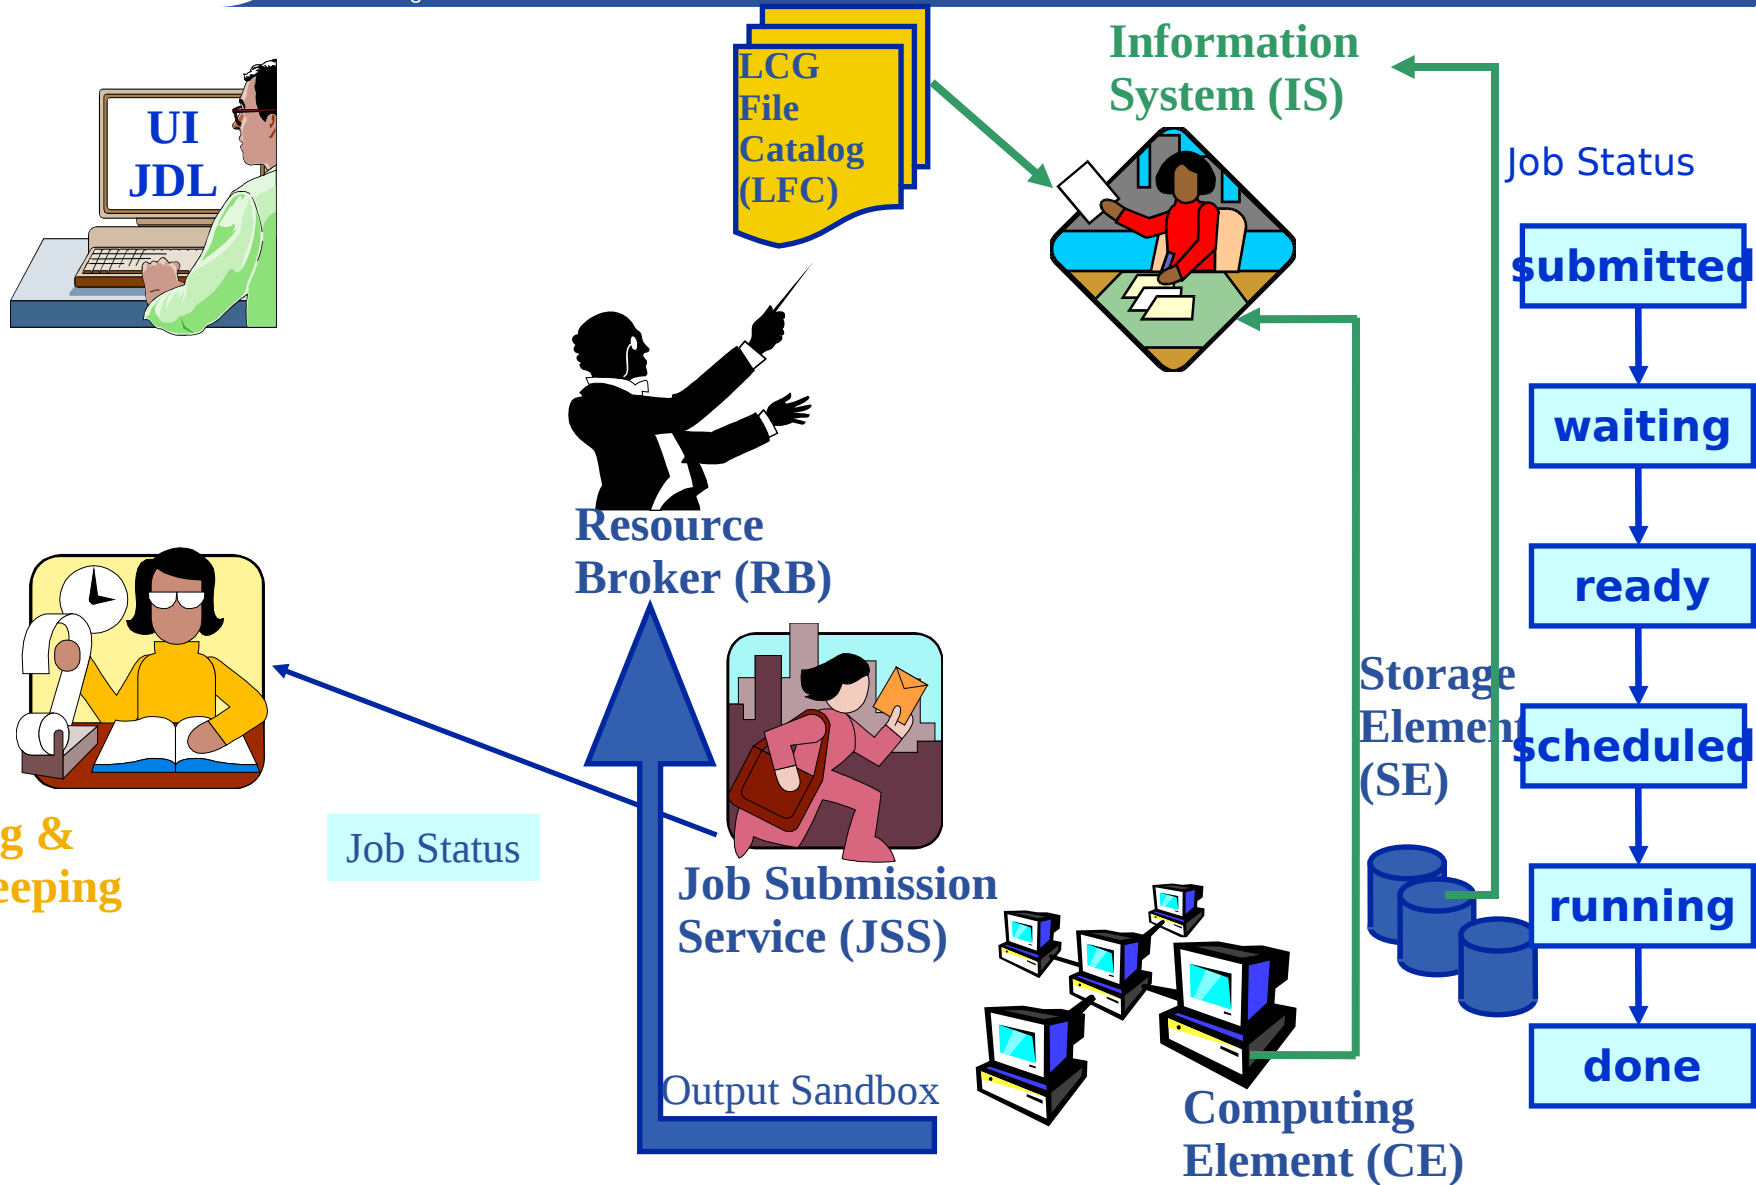 UI
JDL
LCG
File
Catalog
(LFC)
Information
System (IS)
Job Status
submitted
waiting
ready
scheduled
running
done
Resource
Broker (RB)
Storage
Element
(SE)
g &
eeping
Job Status
Job Submission
Service (JSS)
Output Sandbox
Computing
Element (CE)